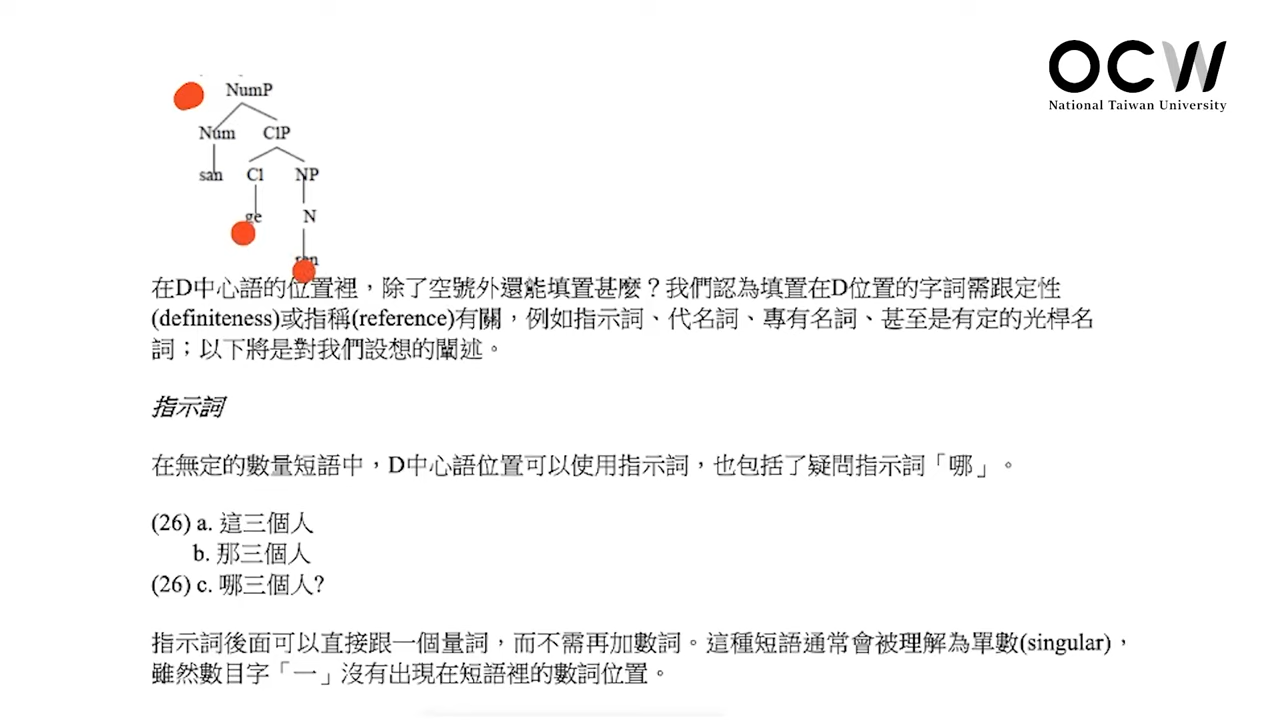 OCW
National Taiwan University
NumP
Num ClP
san Cl NP
ge N
在D中心語的位置裡，除了空號外還能填置甚麼？我們認為填置在D位置的字詞需跟定性
(definiteness)或指稱(reference)有關，例如指示詞、代名詞、專有名詞、甚至是有定的光桿名
詞；以下將是對我們設想的闡述。
指示詞
在無定的數量短語中，D中心語位置可以使用指示詞，也包括了疑問指示詞「哪」。
(26) a. 這三個人
b. 那三個人
(26) c. 哪三個人?
指示詞後面可以直接跟一個量詞，而不需再加數詞。這種短語通常會被理解為單數(singular)，
雖然數目字「一」沒有出現在短語裡的數詞位置。